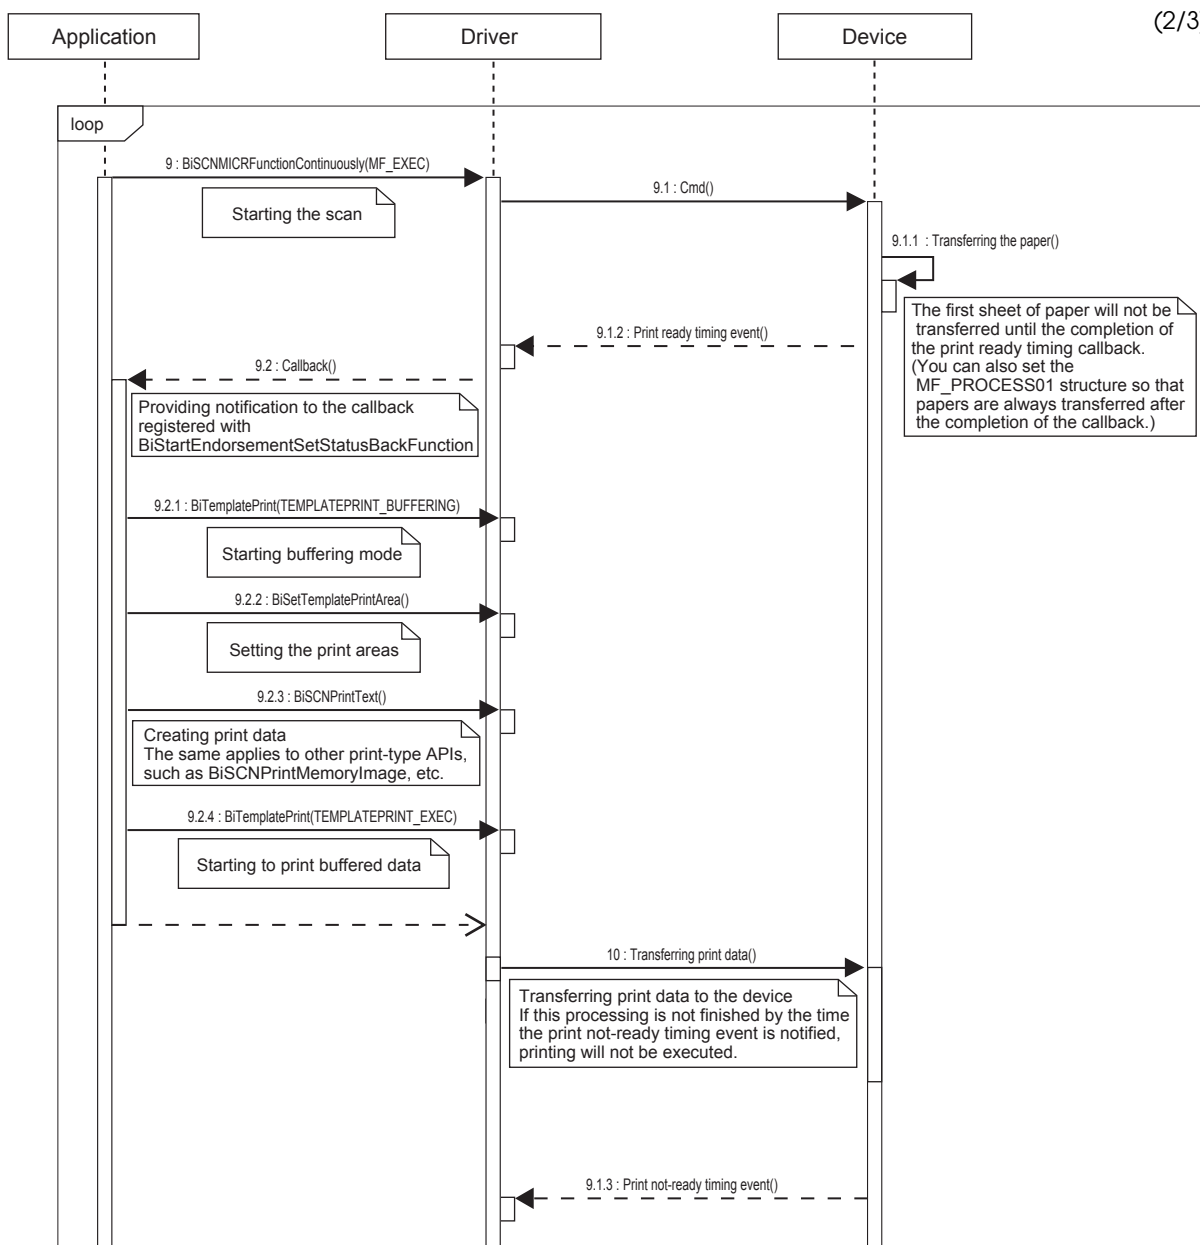 (2/3)
Application
Driver
Device
loop
9 : BiSCNMICRFunctionContinuously(MF_EXEC)
Starting the scan
9.1 : Cmd()
9.1.1 : Transferring the paper()
The first sheet of paper will not be
transferred until the completion of
the print ready timing callback.
(You can also set the
MF_PROCESS01 structure so that
papers are always transferred after
the completion of the callback.)
9.1.2 : Print ready timing event()
9.2 : Callback()
Providing notification to the callback
registered with
BiStartEndorsementSetStatusBackFunction
9.2.1 : BiTemplatePrint(TEMPLATEPRINT_BUFFERING)
Starting buffering mode
9.2.2 : BiSetTemplatePrintArea()
Setting the print areas
9.2.3 : BiSCNPrintText()
Creating print data
The same applies to other print-type APIs,
such as BiSCNPrintMemoryImage, etc.
9.2.4 : BiTemplatePrint(TEMPLATEPRINT_EXEC)
Starting to print buffered data
10 : Transferring print data()
Transferring print data to the device
If this processing is not finished by the time
the print not-ready timing event is notified,
printing will not be executed.
9.1.3 : Print not-ready timing event()